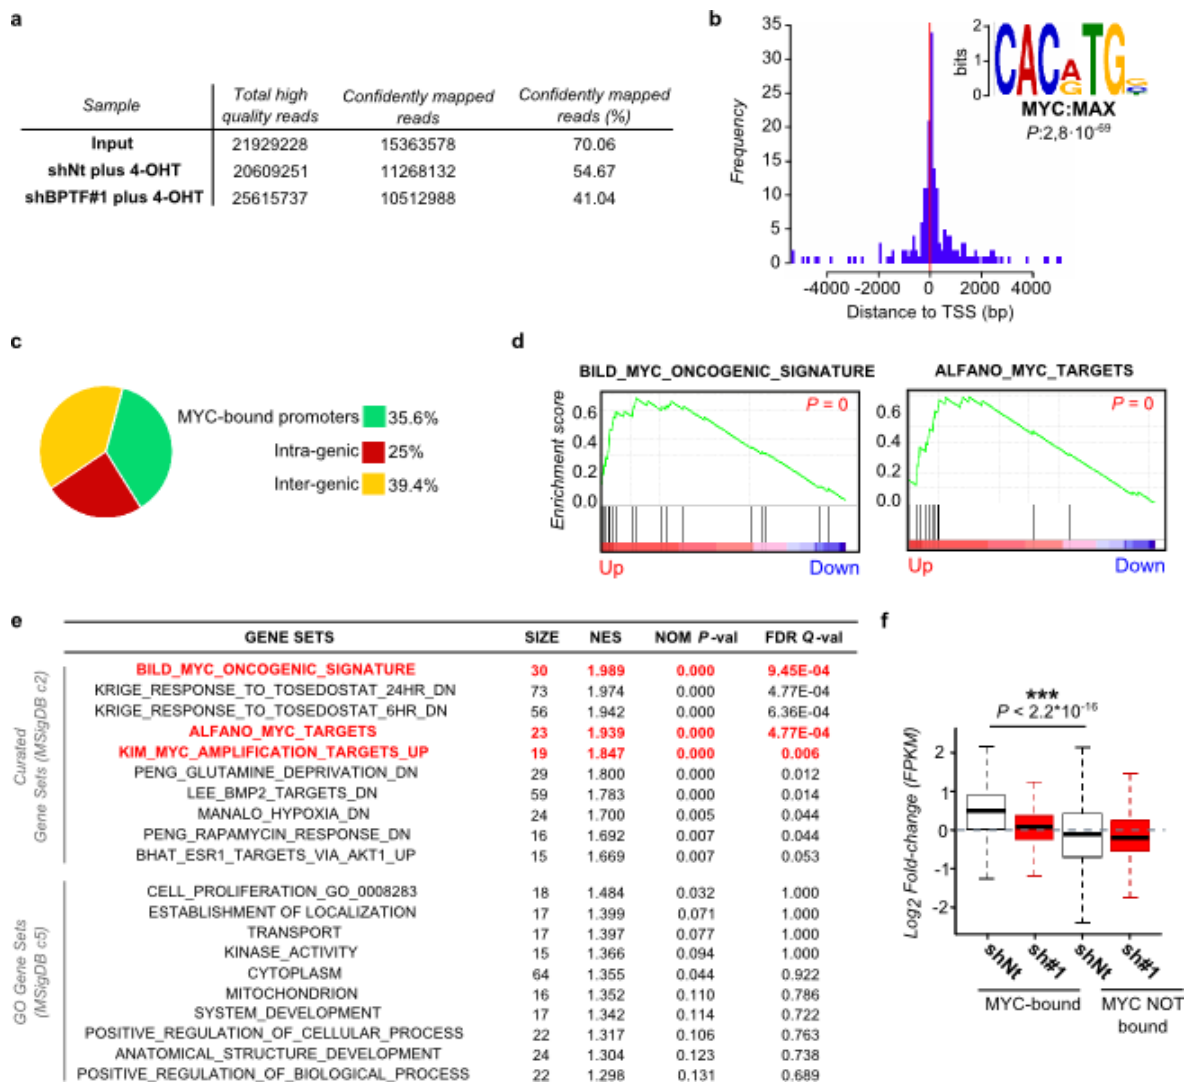 a
Sample
Total high quality reads
Confidently mapped reads
Confidently mapped reads (%)
Input 21929228 15363578 70.06
shNt plus 4-OHT 20609251 11268132 54.67
shBPTF#1 plus 4-OHT 25615737 10512988 41.04
b
Frequency
35
30
25
20
15
10
5
0
-4000 -2000 0 2000 4000
Distance to TSS (bp)
bits
2
1
0
CACATG
G
MYC:MAX
P:2,8·10-69
c
MYC-bound promoters 35.6%
Intra-genic 25%
Inter-genic 39.4%
d
BILD_MYC_ONCOGENIC_SIGNATURE
Enrichment score
0.6
0.4
0.2
0.0
P = 0
Up Down
ALFANO_MYC_TARGETS
0.6
0.4
0.2
0.0
P = 0
Up Down
e
GENE SETS SIZE NES NOM P-val FDR Q-val
Curated
Gene Sets (MSigDB c2)
BILD_MYC_ONCOGENIC_SIGNATURE 30 1.989 0.000 9.45E-04
KRIGE_RESPONSE_TO_TOSEDOSTAT_24HR_DN 73 1.974 0.000 4.77E-04
KRIGE_RESPONSE_TO_TOSEDOSTAT_6HR_DN 56 1.942 0.000 6.36E-04
ALFANO_MYC_TARGETS 23 1.939 0.000 4.77E-04
KIM_MYC_AMPLIFICATION_TARGETS_UP 19 1.847 0.000 0.006
PENG_GLUTAMINE_DEPRIVATION_DN 29 1.800 0.000 0.012
LEE_BMP2_TARGETS_DN 59 1.783 0.000 0.014
MANALO_HYPOXIA_DN 24 1.700 0.005 0.044
PENG_RAPAMYCIN_RESPONSE_DN 16 1.692 0.007 0.044
BHAT_ESR1_TARGETS_VIA_AKT1_UP 15 1.669 0.007 0.053
GO Gene Sets
(MSigDB c5)
CELL_PROLIFERATION_GO_0008283 18 1.484 0.032 1.000
ESTABLISHMENT OF LOCALIZATION 17 1.399 0.071 1.000
TRANSPORT 17 1.397 0.077 1.000
KINASE_ACTIVITY 15 1.366 0.094 1.000
CYTOPLASM 64 1.355 0.044 0.922
MITOCHONDRION 16 1.352 0.110 0.786
SYSTEM_DEVELOPMENT 17 1.342 0.114 0.722
POSITIVE_REGULATION_OF_CELLULAR_PROCESS 22 1.317 0.106 0.763
ANATOMICAL_STRUCTURE_DEVELOPMENT 24 1.304 0.123 0.738
POSITIVE_REGULATION_OF_BIOLOGICAL_PROCESS 22 1.298 0.131 0.689
f
***
P < 2.2*10-16
Log2 Fold-change (FPKM)
2
1
0
-1
-2
shNt sh#1 shNt sh#1
MYC-bound
MYC NOT
bound